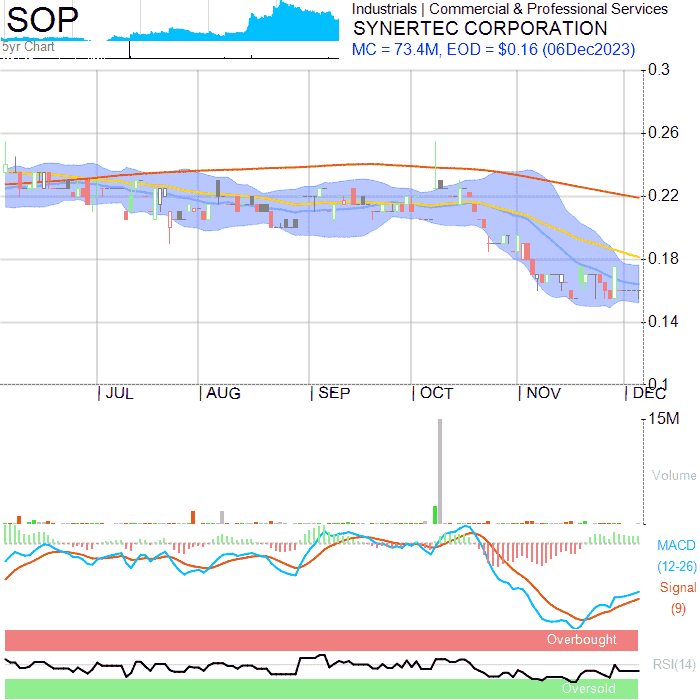 SOP
Industrials | Commercial & Professional Services
SYNERTEC CORPORATION
MC = 73.4M, EOD = $0.16 (06Dec2023)
5yr Chart
0.3
0.26
0.22
0.18
0.14
0.1
JUL AUG SEP OCT NOV DEC
15M
Volume
MACD
(12-26)
Signal
(9)
Overbought
RSI(14)
Oversold